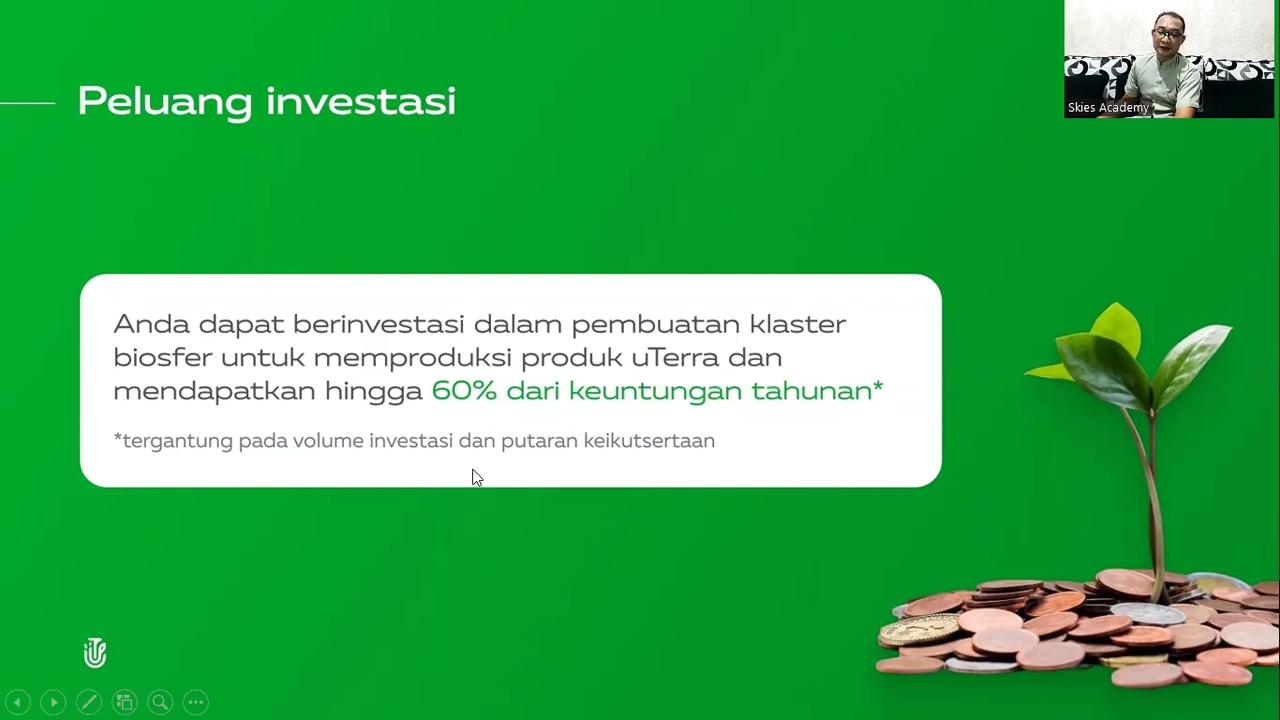 Peluang investasi
Skies Academy
Anda dapat berinvestasi dalam pembuatan klaster
biosfer untuk memproduksi produk uTerra dan
mendapatkan hingga 60% dari keuntungan tahunan*
*tergantung pada volume investasi dan putaran keikutsertaan